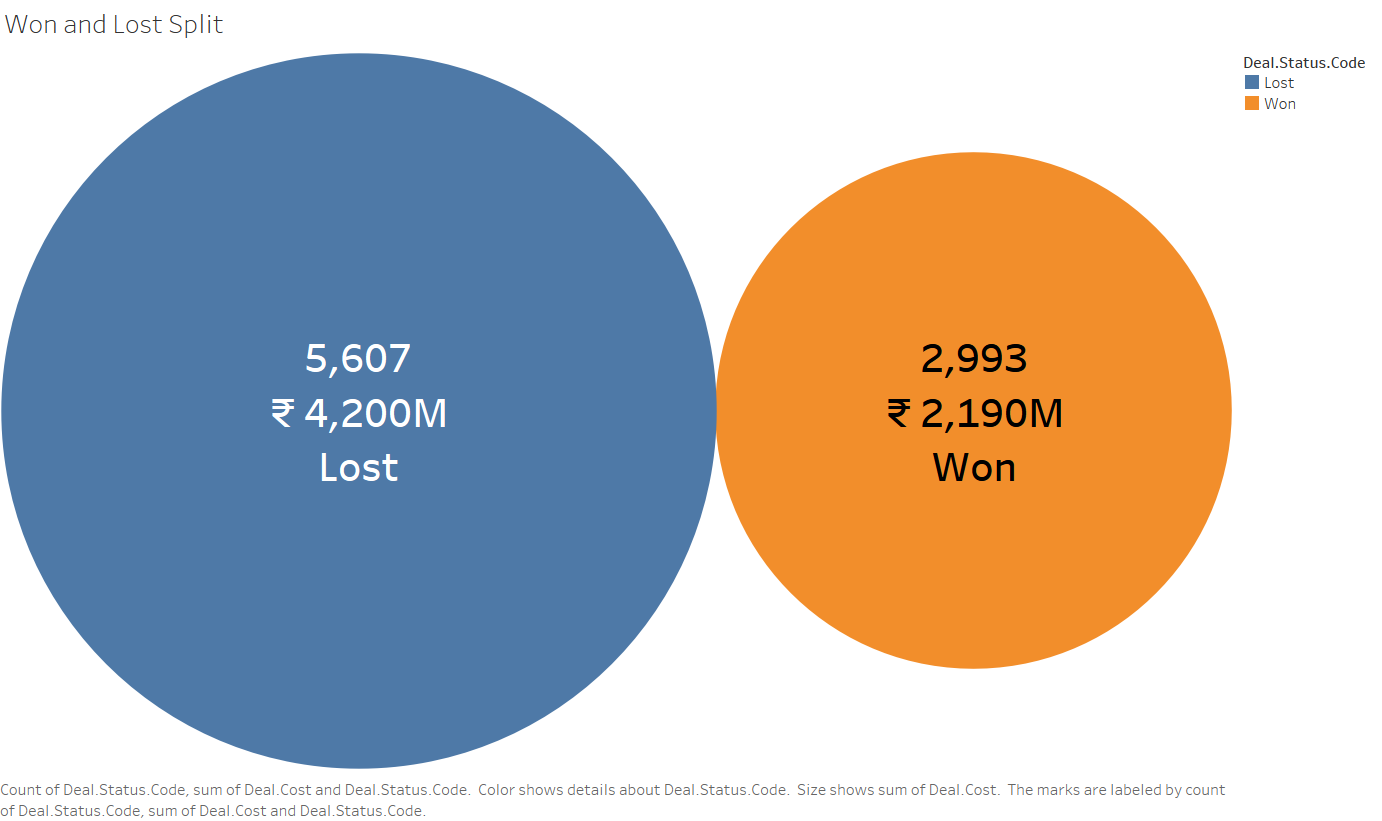 Won and Lost Split
Deal.Status.Code
Lost
Won
5,607
₹ 4,200M
Lost
2,993
₹ 2,190M
Won
Count of Deal.Status.Code, sum of Deal.Cost and Deal.Status.Code. Color shows details about Deal.Status.Code. Size shows sum of Deal.Cost. The marks are labeled by count
of Deal.Status.Code, sum of Deal.Cost and Deal.Status.Code.